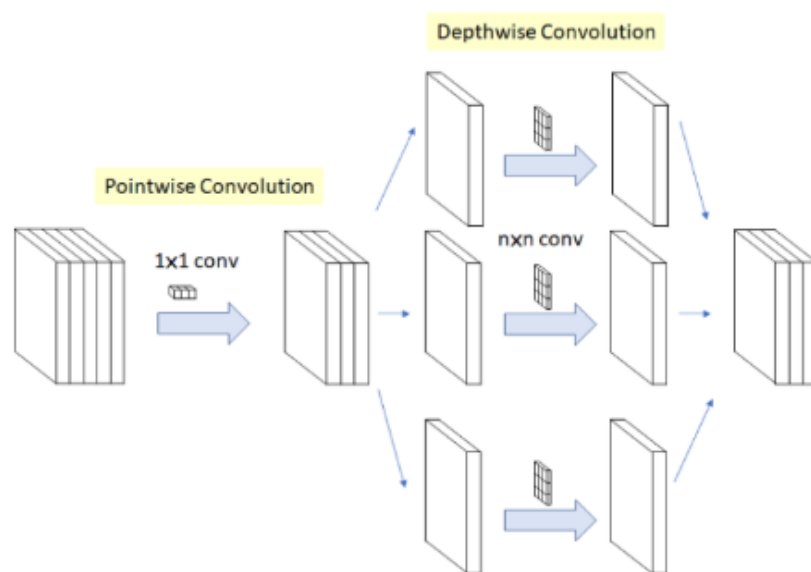 Depthwise Convolution
Pointwise Convolution
1x1 conv
nxn conv